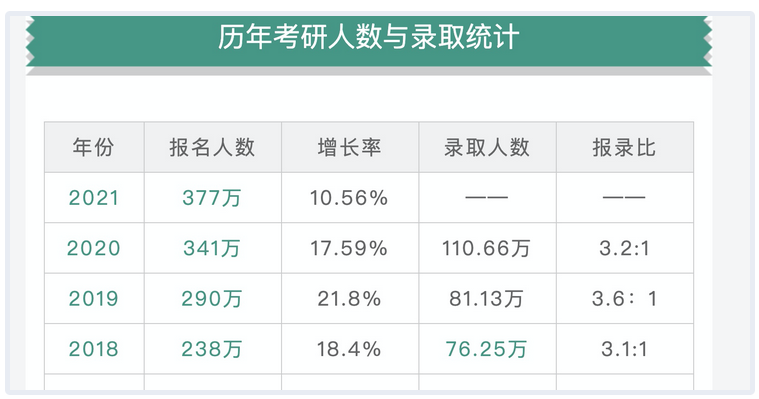 历年考研人数与录取统计
年份 报名人数 增长率 录取人数 报录比
2021 377万 10.56% —— ——
2020 341万 17.59% 110.66万 3.2:1
2019 290万 21.8% 81.13万 3.6：1
2018 238万 18.4% 76.25万 3.1:1